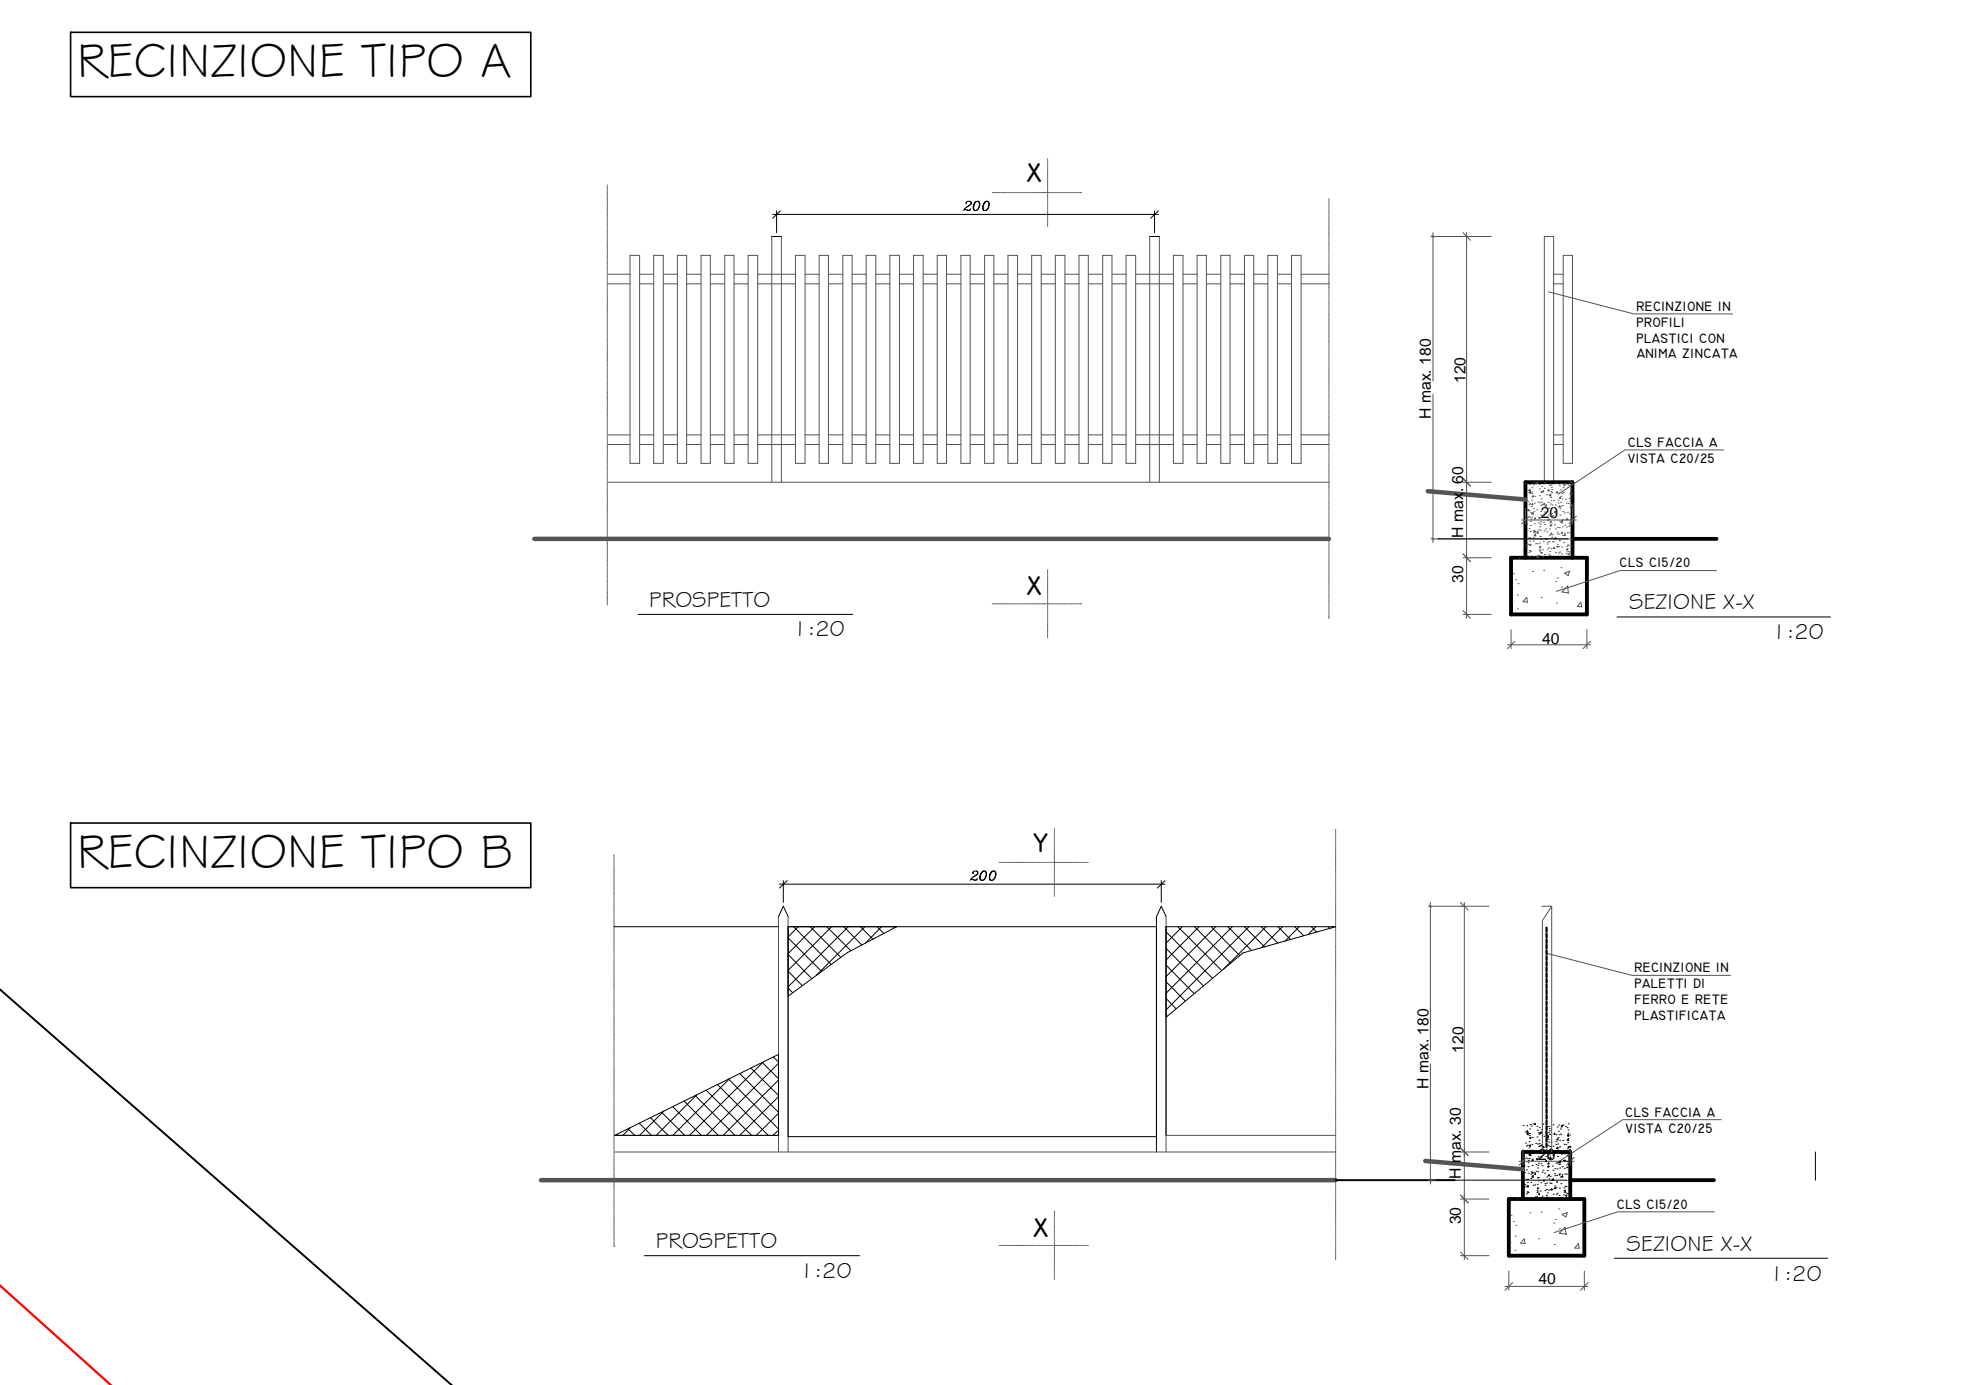 RECINZIONE TIPO A
X
200
PROSPETTO
1:20
X
H max. 180
120
H max. 60
30
20
40
RECINZIONE IN
PROFILI
PLASTICI CON
ANIMA ZINCATA
CLS FACCIA A
VISTA C20/25
CLS C15/20
SEZIONE X-X
1:20
RECINZIONE TIPO B
Y
200
PROSPETTO
1:20
X
H max. 180
120
H max. 30
30
20
40
RECINZIONE IN
PALETTI DI
FERRO E RETE
PLASTIFICATA
CLS FACCIA A
VISTA C20/25
CLS C15/20
SEZIONE X-X
1:20